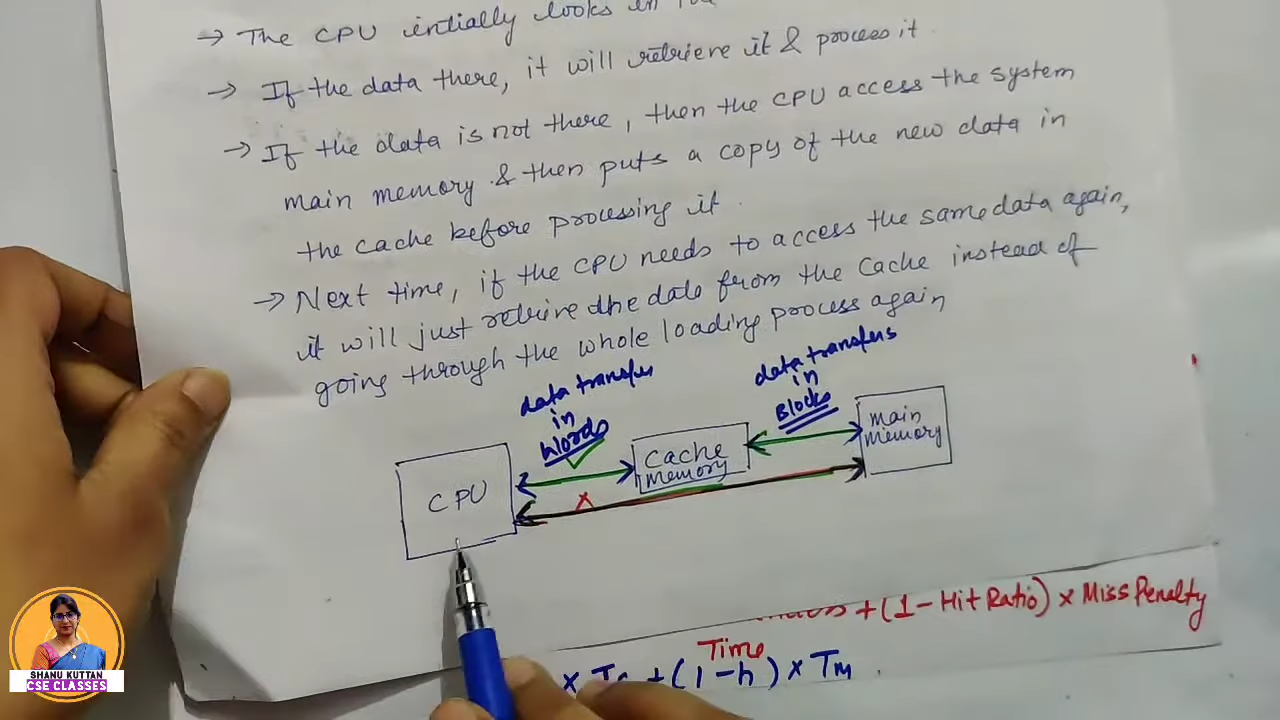 → The CPU intially looks in
→ If the data there, it will retrieve it & process it
→ If the data is not there, then the CPU access the system
main memory & then puts a copy of the new data in
the cache before processing it.
→ Next time, if the CPU needs to access the same data again,
it will just retrieve the data from the cache instead of
going through the whole loading process again
data transfer
in
Words
data transfers
in
Blocks
CPU
Cache
memory
main
memory
X
+ (1 - Hit Ratio) × Miss Penalty
Time
× + (1 - h) × TM
SHANU KUTTAN
CSE CLASSES